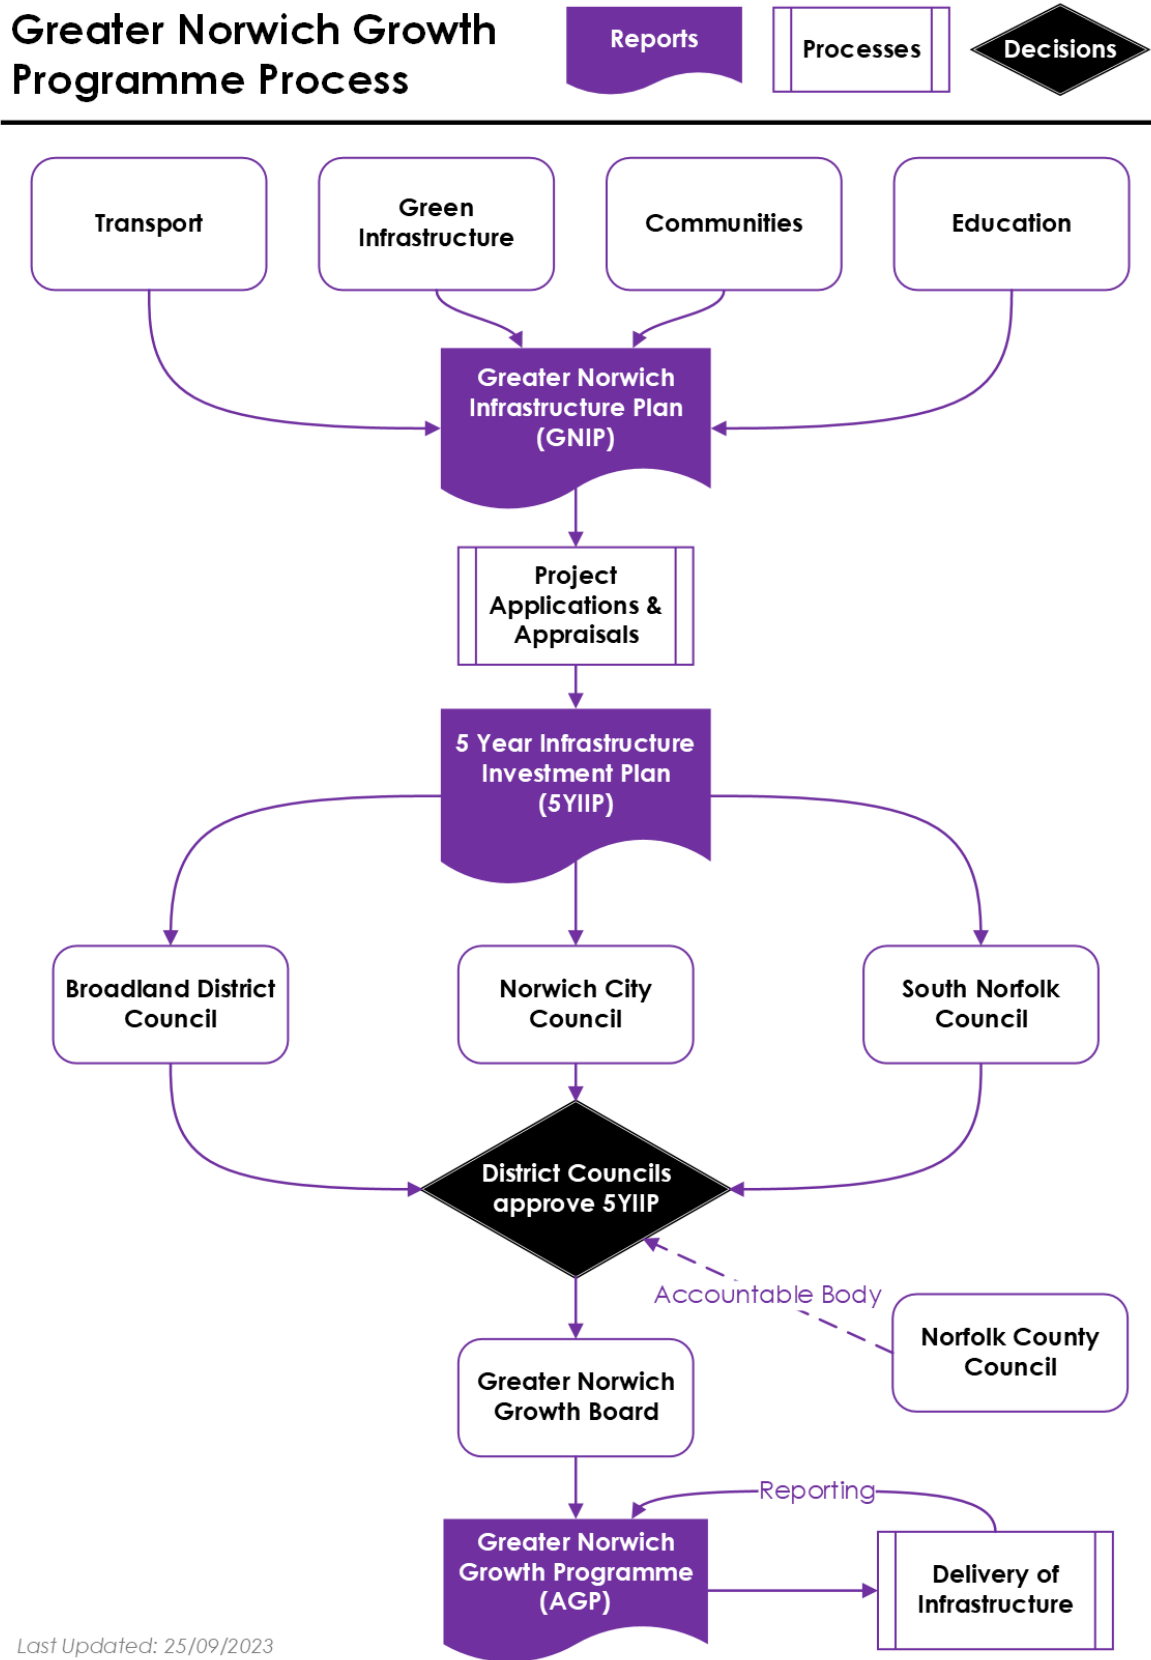 Greater Norwich Growth
Programme Process
Reports
Processes
Decisions
Transport
Green
Infrastructure
Communities
Education
Greater Norwich
Infrastructure Plan
(GNIP)
Project
Applications &
Appraisals
5 Year Infrastructure
Investment Plan
(5YIIP)
Broadland District
Council
Norwich City
Council
South Norfolk
Council
District Councils
approve 5YIIP
Accountable Body
Norfolk County
Council
Greater Norwich
Growth Board
Reporting
Greater Norwich
Growth Programme
(AGP)
Delivery of
Infrastructure
Last Updated: 25/09/2023